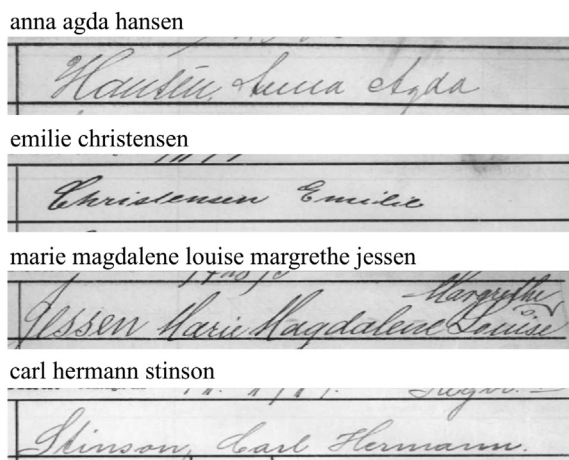 anna agda hansen
Hansen, Anna Agda
emilie christensen
Christensen Emilie
marie magdalene louise margrethe jessen
Margrethe
Jessen Marie Magdalene Louise
carl hermann stinson
Stinson, Carl Hermann.